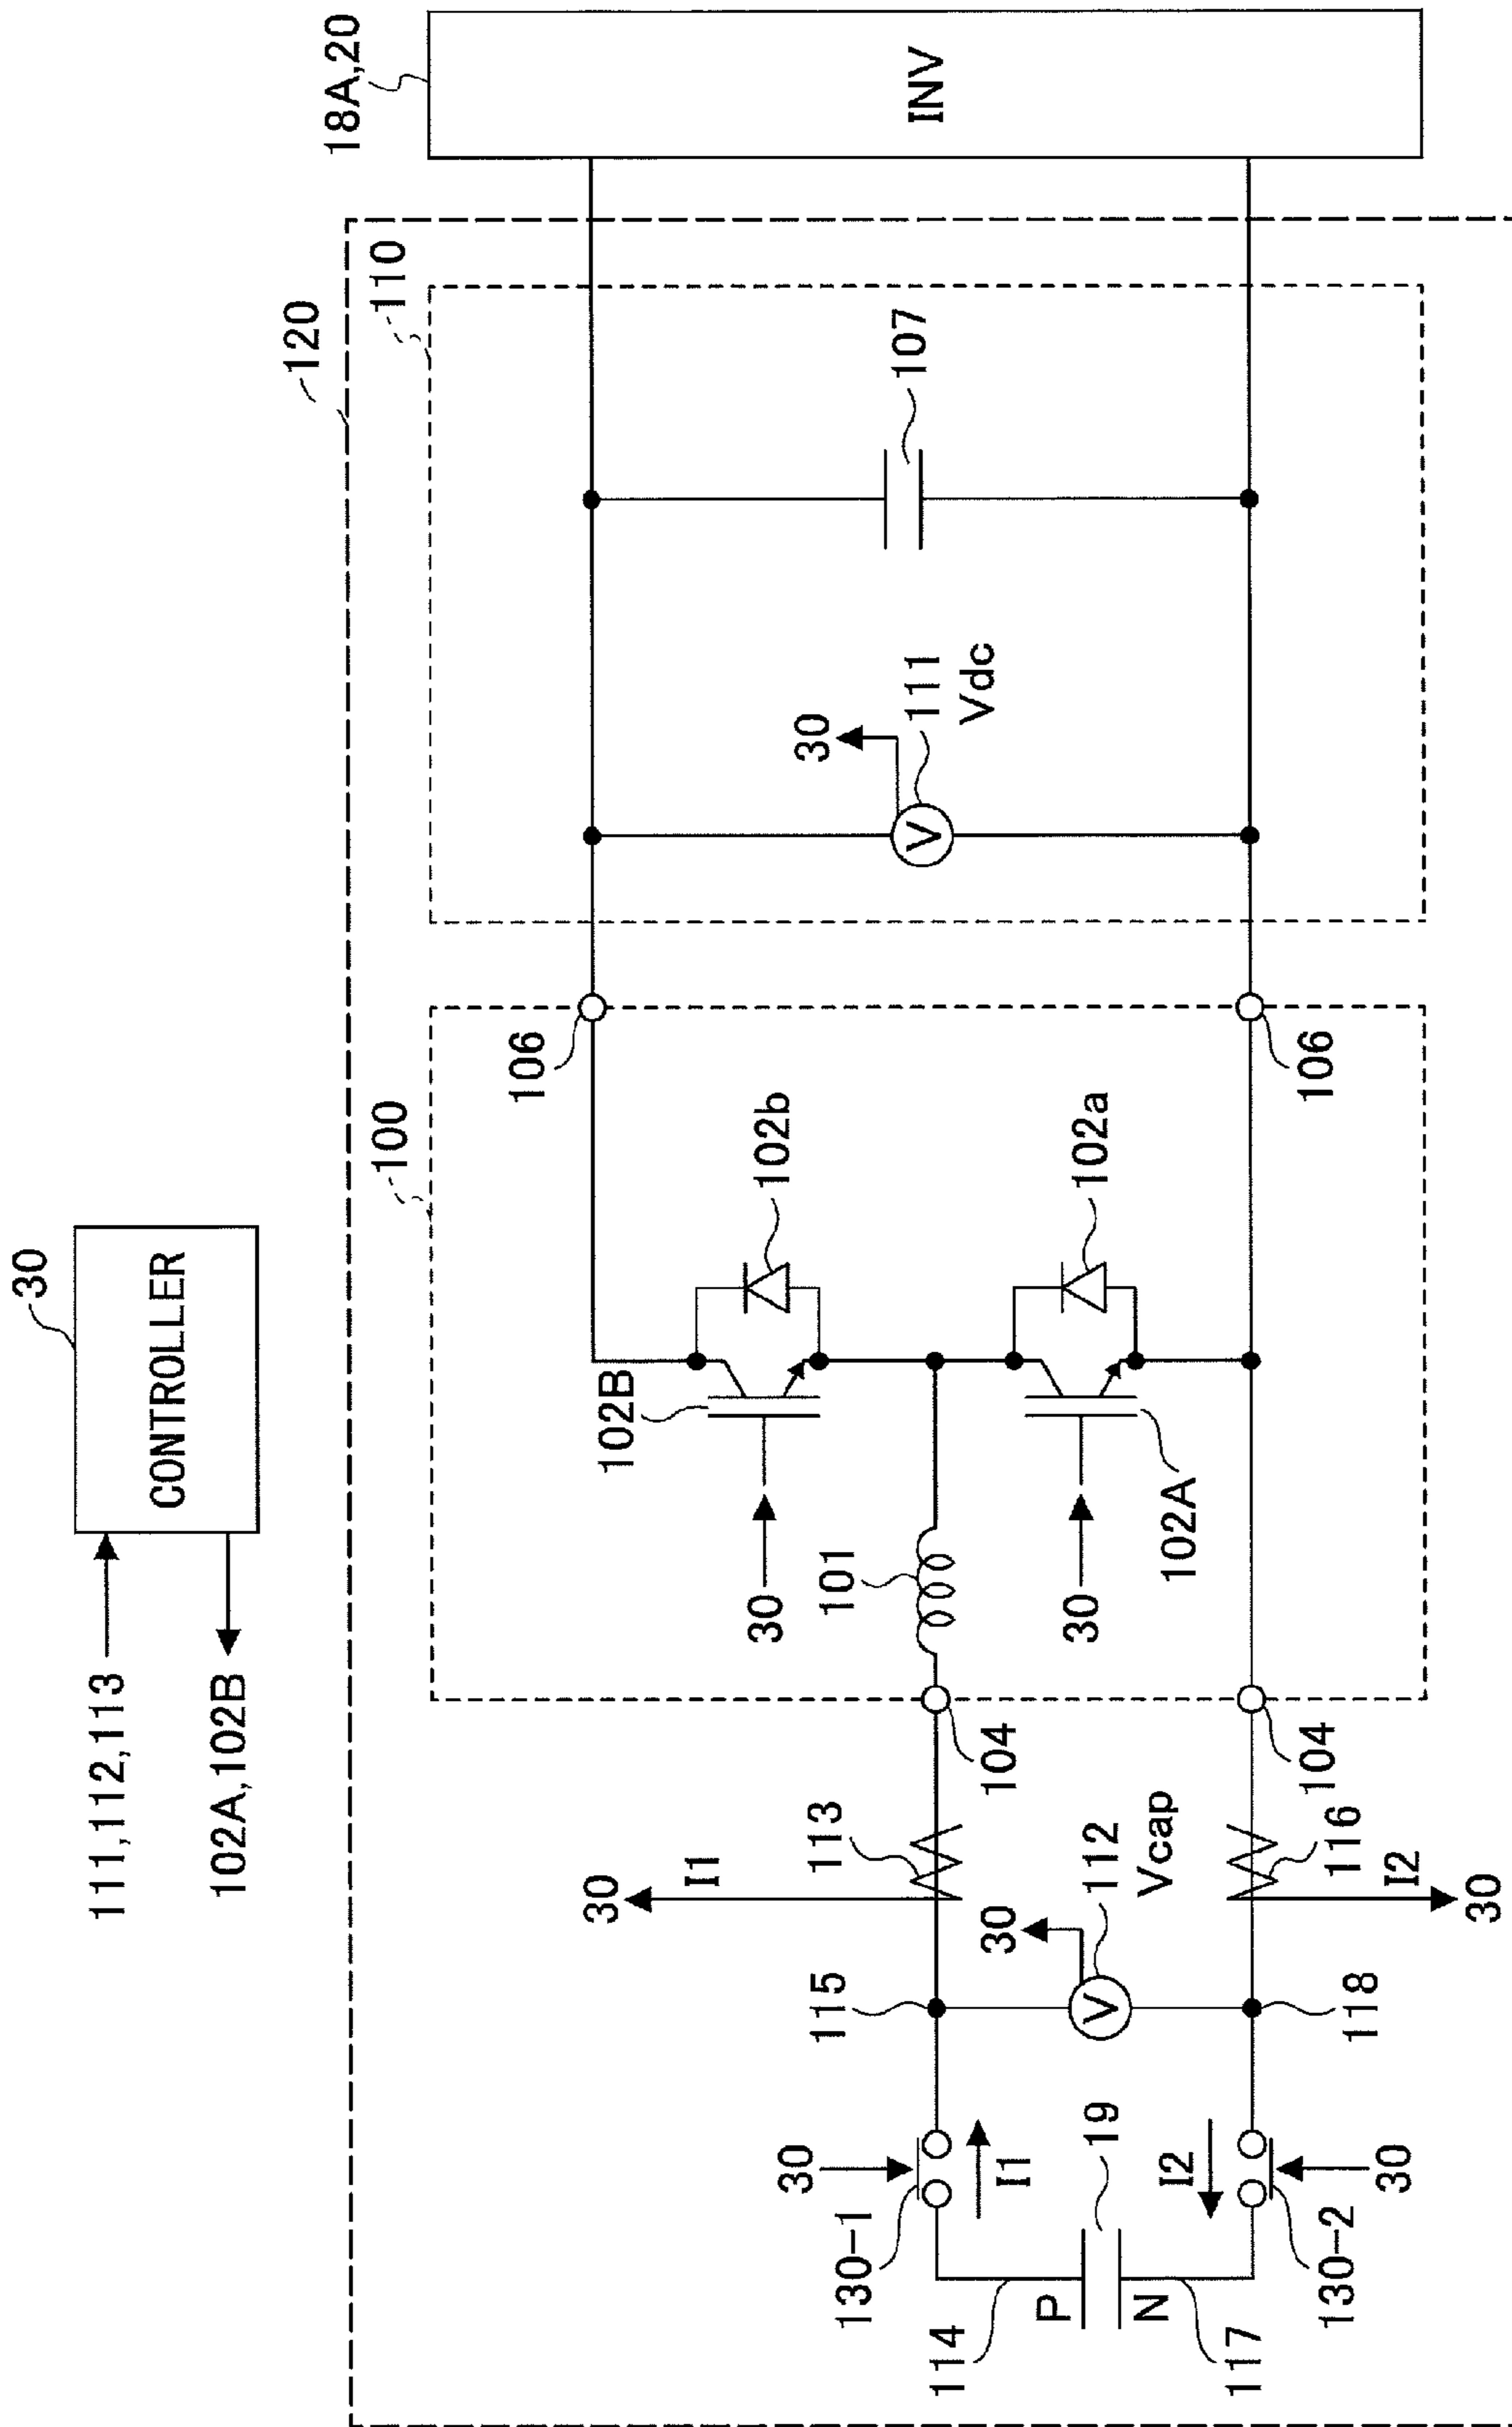 30
CONTROLLER
111,112,113
102A,102B
120
100
110
18A,20
INV
106
102b
102B
30
102a
102A
30
101
106
104
104
107
30
111
Vdc
30
I1
113
30
112
Vcap
116
I2
30
115
118
30
130-1
I1
19
I2
30
130-2
114
P
N
117
V
V